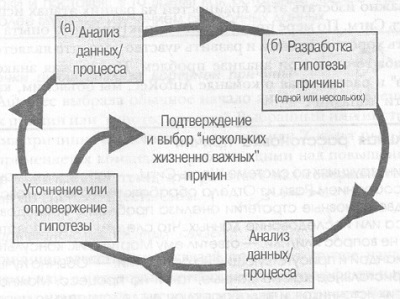 (а)
Анализ
данных/
процесса
(б) Разработка
гипотезы
причины
(одной или нескольких)
Подтверждение
и выбор “нескольких
жизненно важных”
причин
Уточнение или
опровержение
гипотезы
Анализ
данных/
процесса